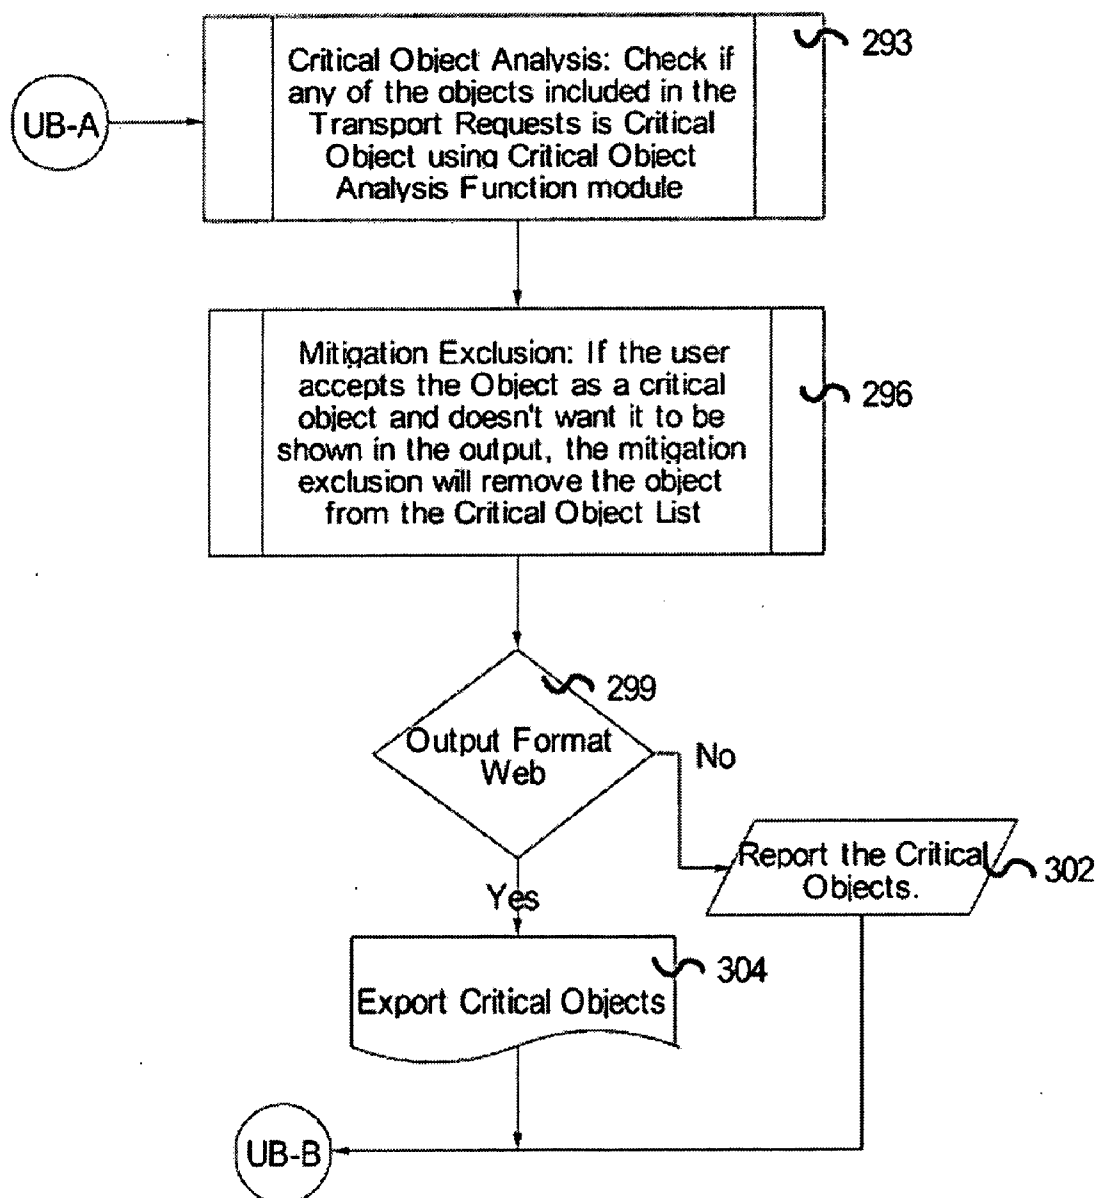 293
Critical Object Analysis: Check if
any of the objects included in the
Transport Requests is Critical
Object using Critical Object
Analysis Function module
UB-A
Mitigation Exclusion: If the user
accepts the Object as a critical
object and doesn't want it to be
shown in the output, the mitigation
exclusion will remove the object
from the Critical Object List
296
299
Output Format
Web
No
Report the Critical
Objects.
302
Yes
304
Export Critical Objects
UB-B